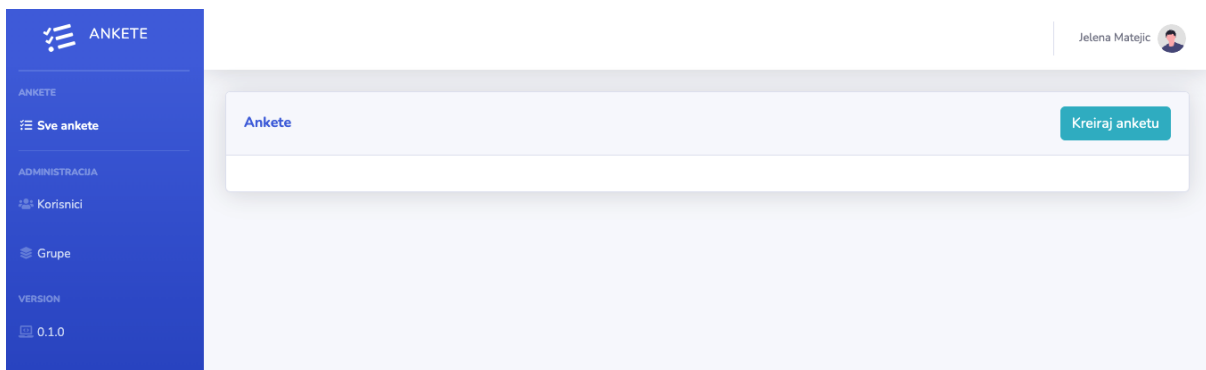 ANKETE
Jelena Matejic
ANKETE
Sve ankete
Ankete
Kreiraj anketu
ADMINISTRACIJA
Korisnici
Grupe
VERSION
0.1.0